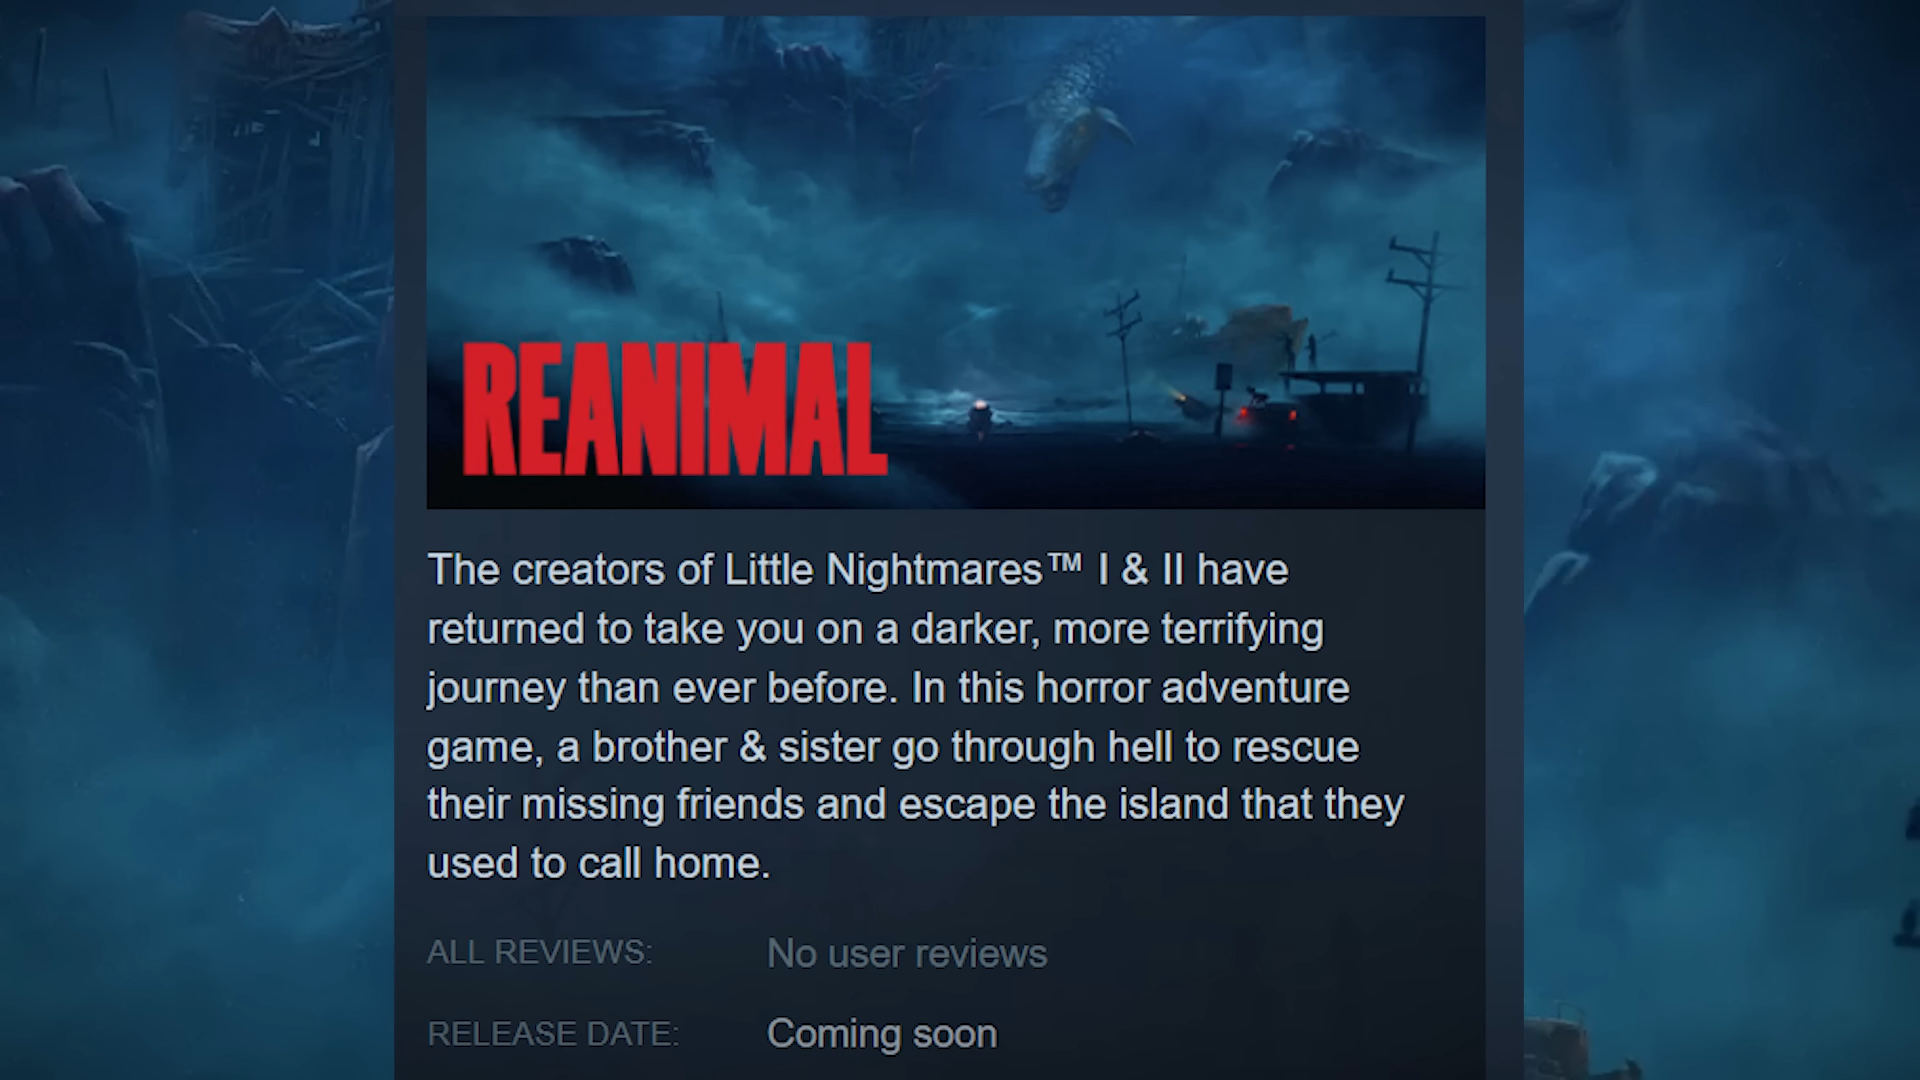 REANIMAL
The creators of Little Nightmares™ I & II have
returned to take you on a darker, more terrifying
journey than ever before. In this horror adventure
game, a brother & sister go through hell to rescue
their missing friends and escape the island that they
used to call home.
ALL REVIEWS: No user reviews
RELEASE DATE: Coming soon